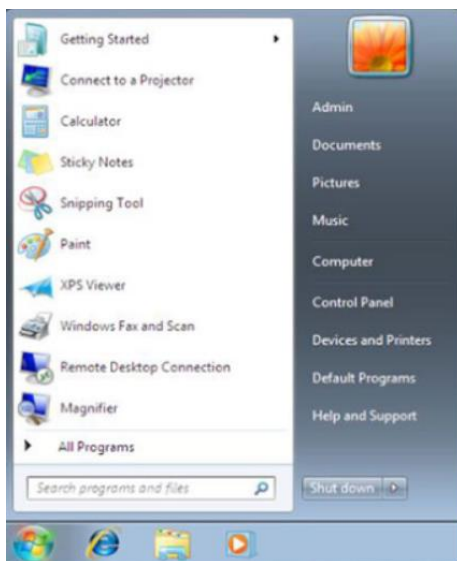 Getting Started
Connect to a Projector
Calculator
Sticky Notes
Snipping Tool
Paint
XPS Viewer
Windows Fax and Scan
Remote Desktop Connection
Magnifier
All Programs
Search programs and files
Admin
Documents
Pictures
Music
Computer
Control Panel
Devices and Printers
Default Programs
Help and Support
Shut down